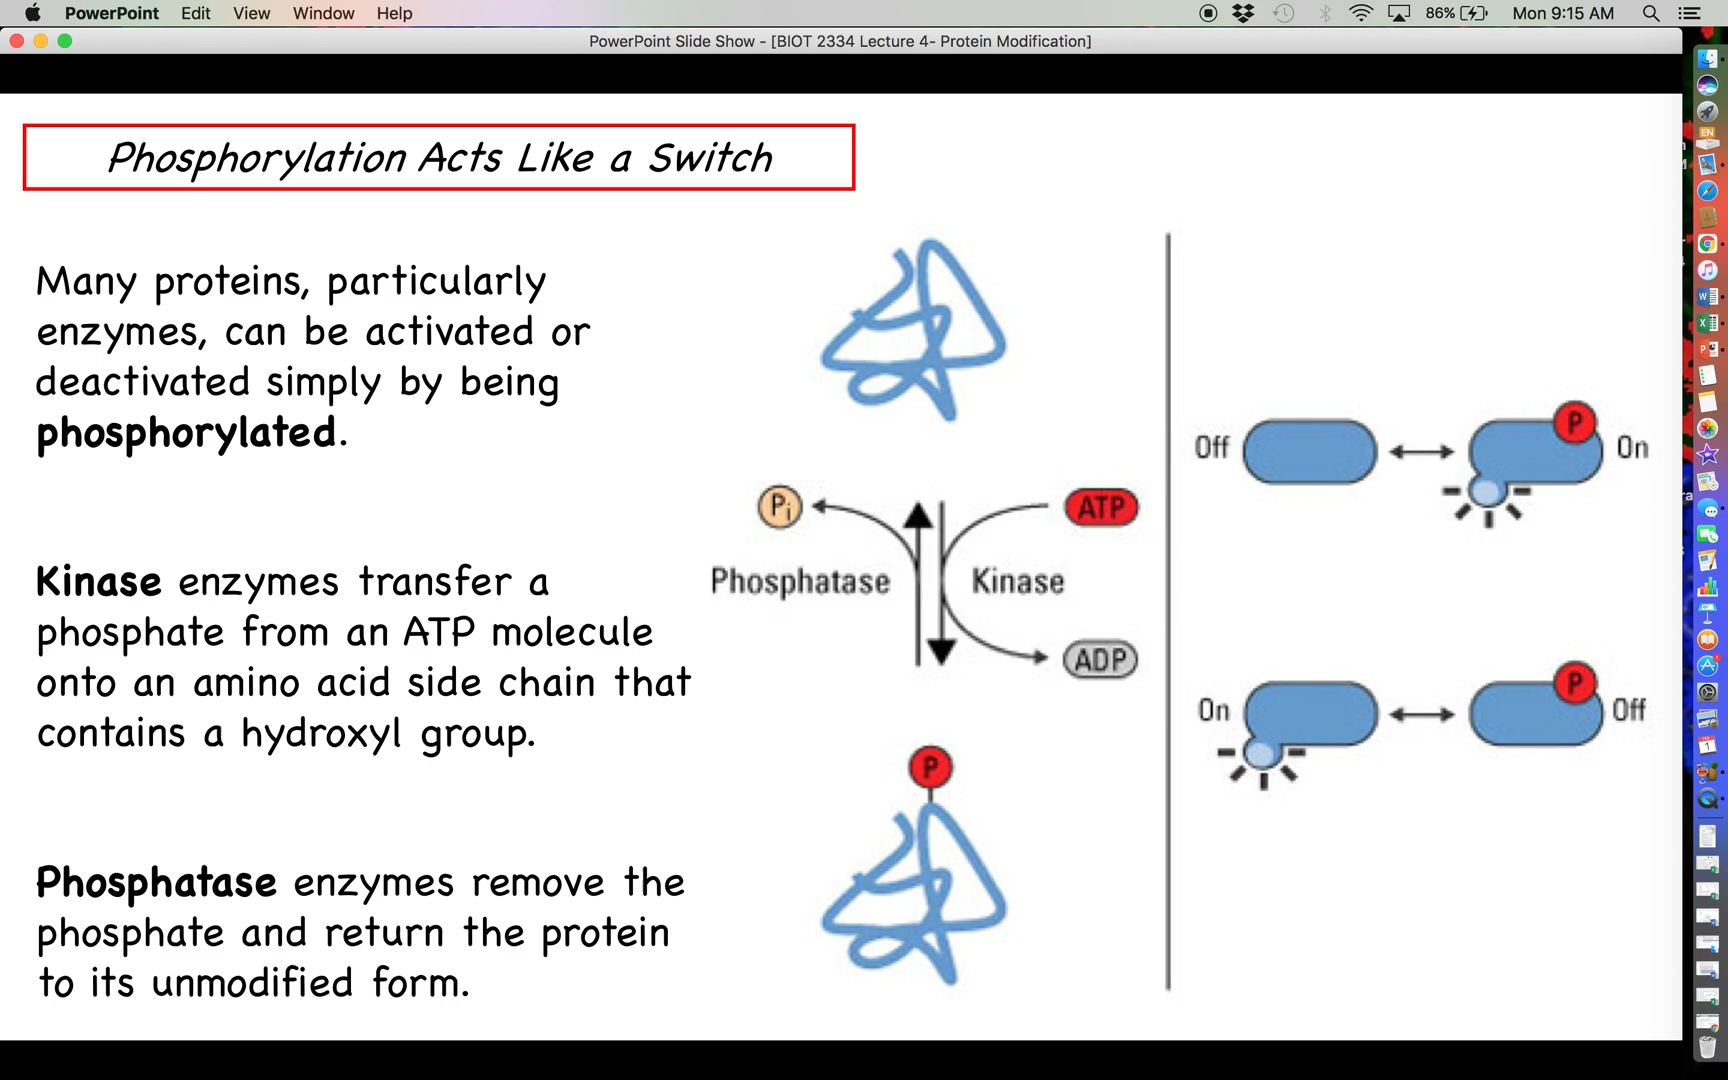 PowerPoint Edit View Window Help 86% Mon 9:15 AM
PowerPoint Slide Show - [BIOT 2334 Lecture 4- Protein Modification]
Phosphorylation Acts Like a Switch
Many proteins, particularly
enzymes, can be activated or
deactivated simply by being
phosphorylated.
Kinase enzymes transfer a
phosphate from an ATP molecule
onto an amino acid side chain that
contains a hydroxyl group.
Phosphatase enzymes remove the
phosphate and return the protein
to its unmodified form.
Pi ATP
Phosphatase Kinase
ADP
P
Off P On
On P Off
EN